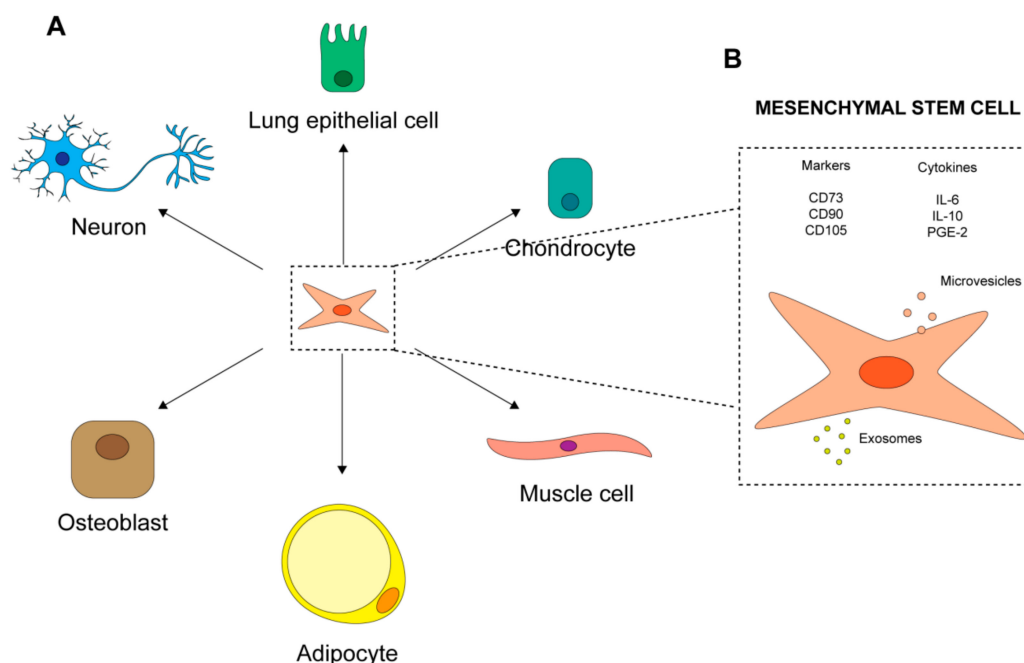 A
Lung epithelial cell
Neuron
Chondrocyte
Osteoblast
Muscle cell
Adipocyte
B
MESENCHYMAL STEM CELL
Markers
CD73
CD90
CD105
Cytokines
IL-6
IL-10
PGE-2
Microvesicles
Exosomes